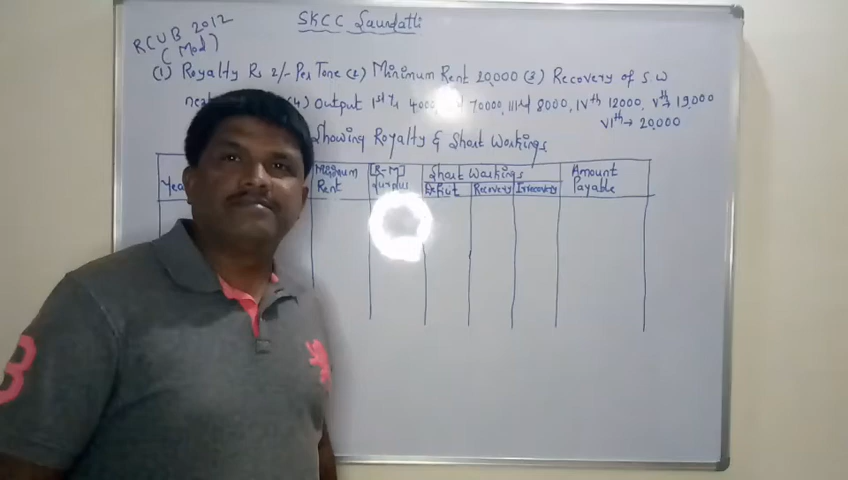 SKCC Saundatti
RCUB 2012
(Mod)
(1) Royalty Rs 2/- Per Tone (2) Minimum Rent 20,000 (3) Recovery of S.W
next (4) Output 1st Yr 4000, 70000, IIIrd 8000, IVth 12000, Vth→ 19,000
VIth→ 20,000
Showing Royalty & Short Workings
Minimum Rent
[R-M] Surplus
Short Workings
Amount Payable
Deficit Recovery Irrecovery